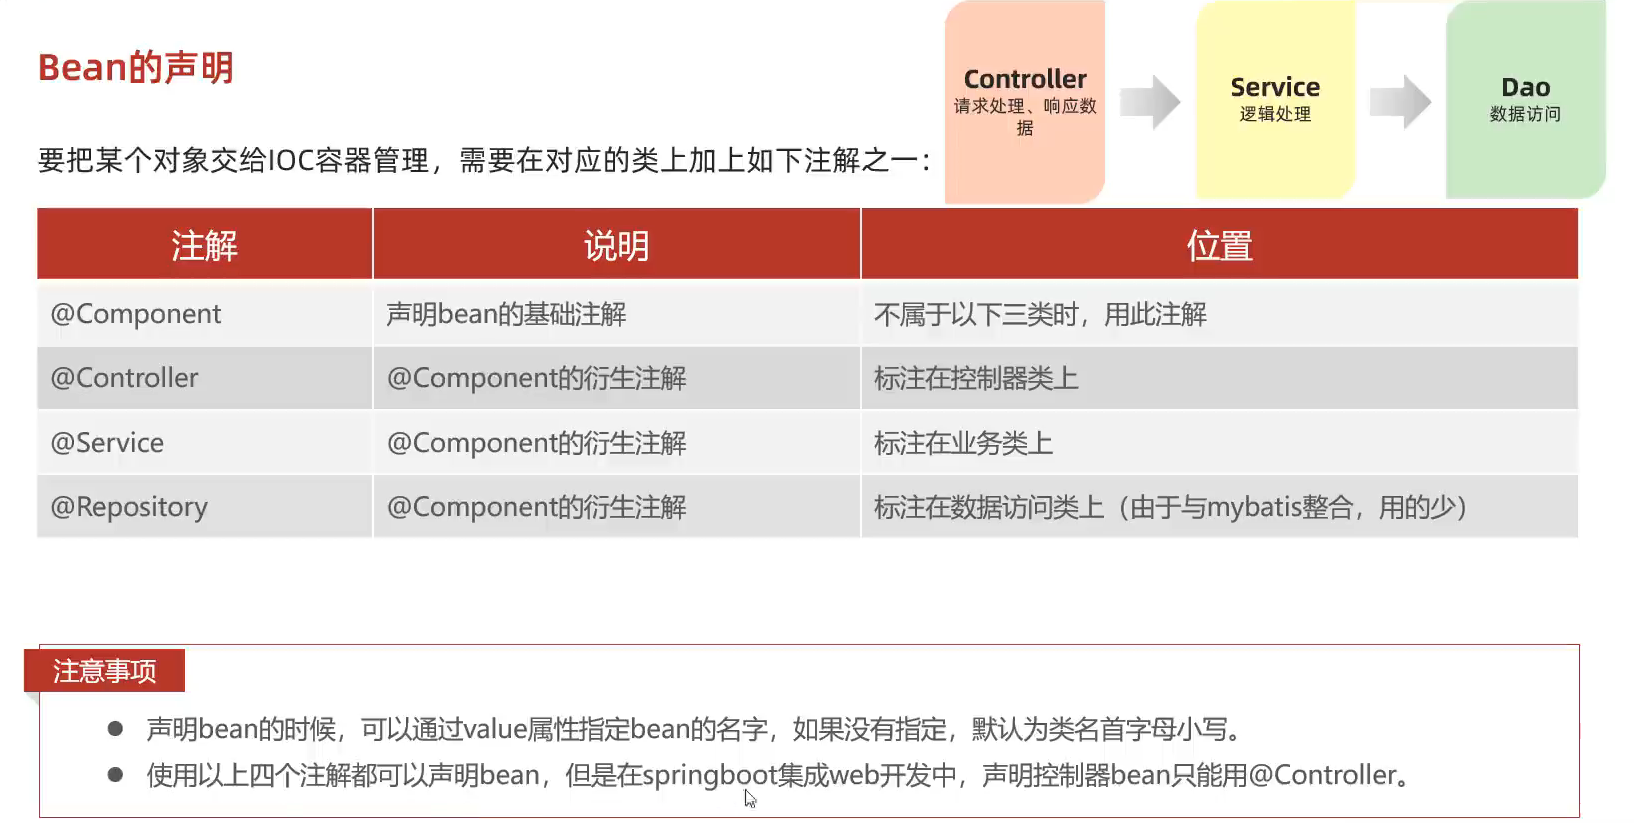 Bean的声明
Controller
请求处理、响应数
据
Service
逻辑处理
Dao
数据访问
要把某个对象交给IOC容器管理，需要在对应的类上加上如下注解之一：
注解 说明 位置
@Component 声明bean的基础注解 不属于以下三类时，用此注解
@Controller @Component的衍生注解 标注在控制器类上
@Service @Component的衍生注解 标注在业务类上
@Repository @Component的衍生注解 标注在数据访问类上（由于与mybatis整合，用的少）
注意事项
● 声明bean的时候，可以通过value属性指定bean的名字，如果没有指定，默认为类名首字母小写。
● 使用以上四个注解都可以声明bean，但是在springboot集成web开发中，声明控制器bean只能用@Controller。